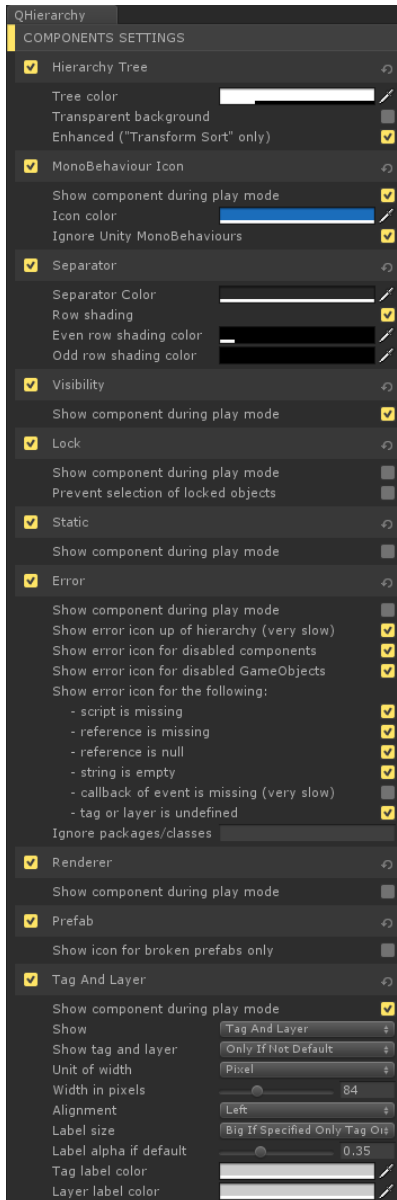 QHierarchy
COMPONENTS SETTINGS
Hierarchy Tree
Tree color
Transparent background
Enhanced ("Transform Sort" only)
MonoBehaviour Icon
Show component during play mode
Icon color
Ignore Unity MonoBehaviours
Separator
Separator Color
Row shading
Even row shading color
Odd row shading color
Visibility
Show component during play mode
Lock
Show component during play mode
Prevent selection of locked objects
Static
Show component during play mode
Error
Show component during play mode
Show error icon up of hierarchy (very slow)
Show error icon for disabled components
Show error icon for disabled GameObjects
Show error icon for the following:
- script is missing
- reference is missing
- reference is null
- string is empty
- callback of event is missing (very slow)
- tag or layer is undefined
Ignore packages/classes
Renderer
Show component during play mode
Prefab
Show icon for broken prefabs only
Tag And Layer
Show component during play mode
Show Tag And Layer
Show tag and layer Only If Not Default
Unit of width Pixel
Width in pixels 84
Alignment Left
Label size Big If Specified Only Tag
Label alpha if default 0.35
Tag label color
Layer label color